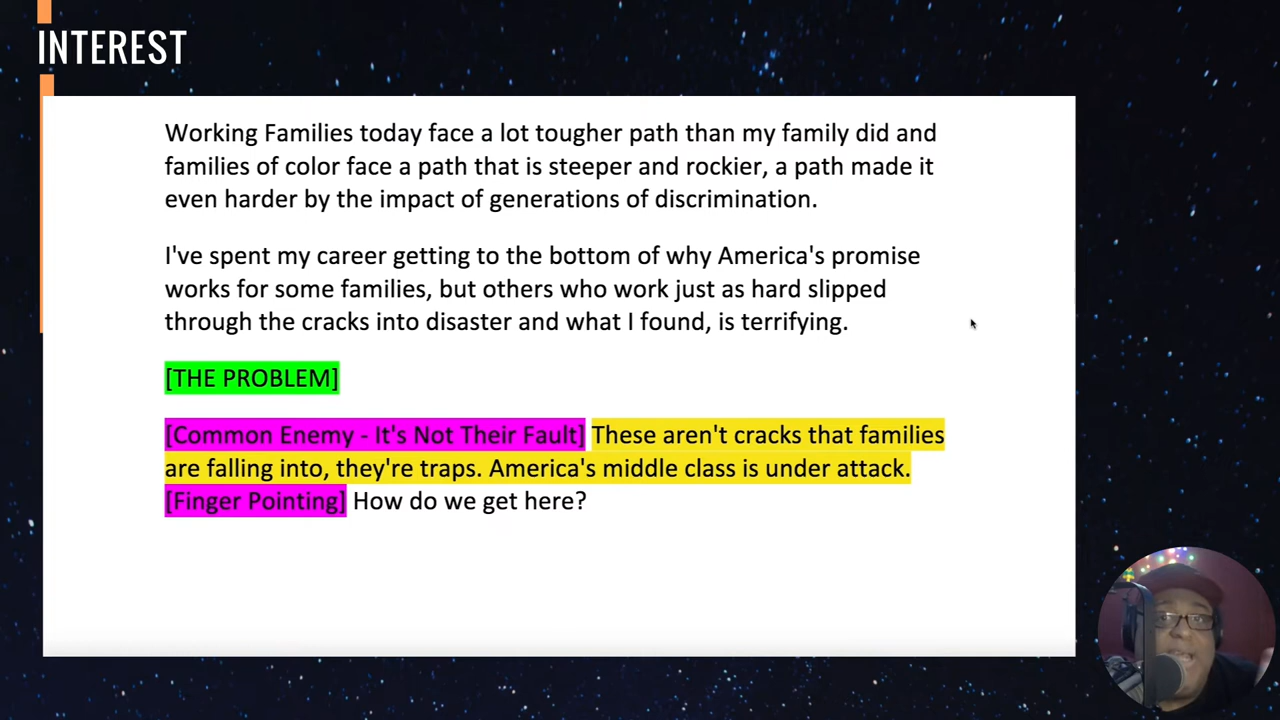 INTEREST
Working Families today face a lot tougher path than my family did and
families of color face a path that is steeper and rockier, a path made it
even harder by the impact of generations of discrimination.
I've spent my career getting to the bottom of why America's promise
works for some families, but others who work just as hard slipped
through the cracks into disaster and what I found, is terrifying.
[THE PROBLEM]
[Common Enemy - It's Not Their Fault] These aren't cracks that families
are falling into, they're traps. America's middle class is under attack.
[Finger Pointing] How do we get here?